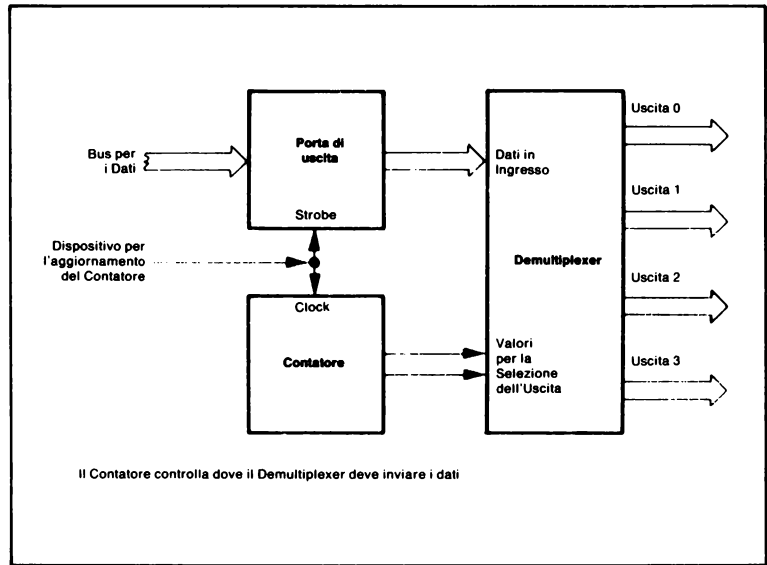 Uscita 0
Porta di
uscita
Bus per
i Dati
Dati in
Ingresso
Uscita 1
Strobe
Dispositivo per
l'aggiornamento
del Contatore
Demultiplexer
Uscita 2
Clock
Contatore
Valori
per la
Selezione
dell'Uscita
Uscita 3
Il Contatore controlla dove il Demultiplexer deve inviare i dati